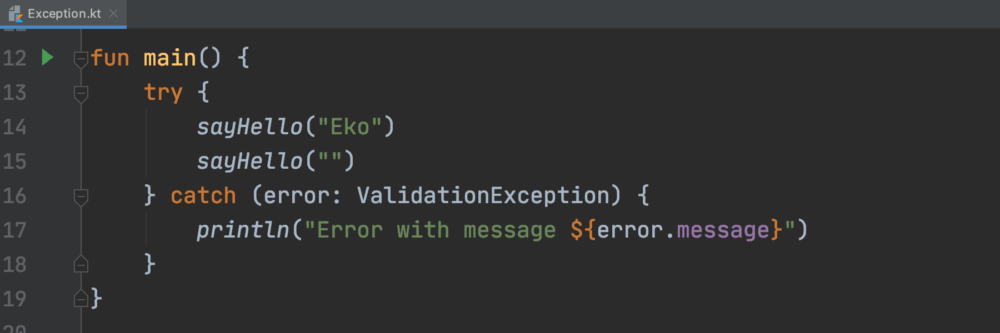 Exception.kt
12 fun main() {
13     try {
14         sayHello("Eko")
15         sayHello("")
16     } catch (error: ValidationException) {
17         println("Error with message ${error.message}")
18     }
19 }
20